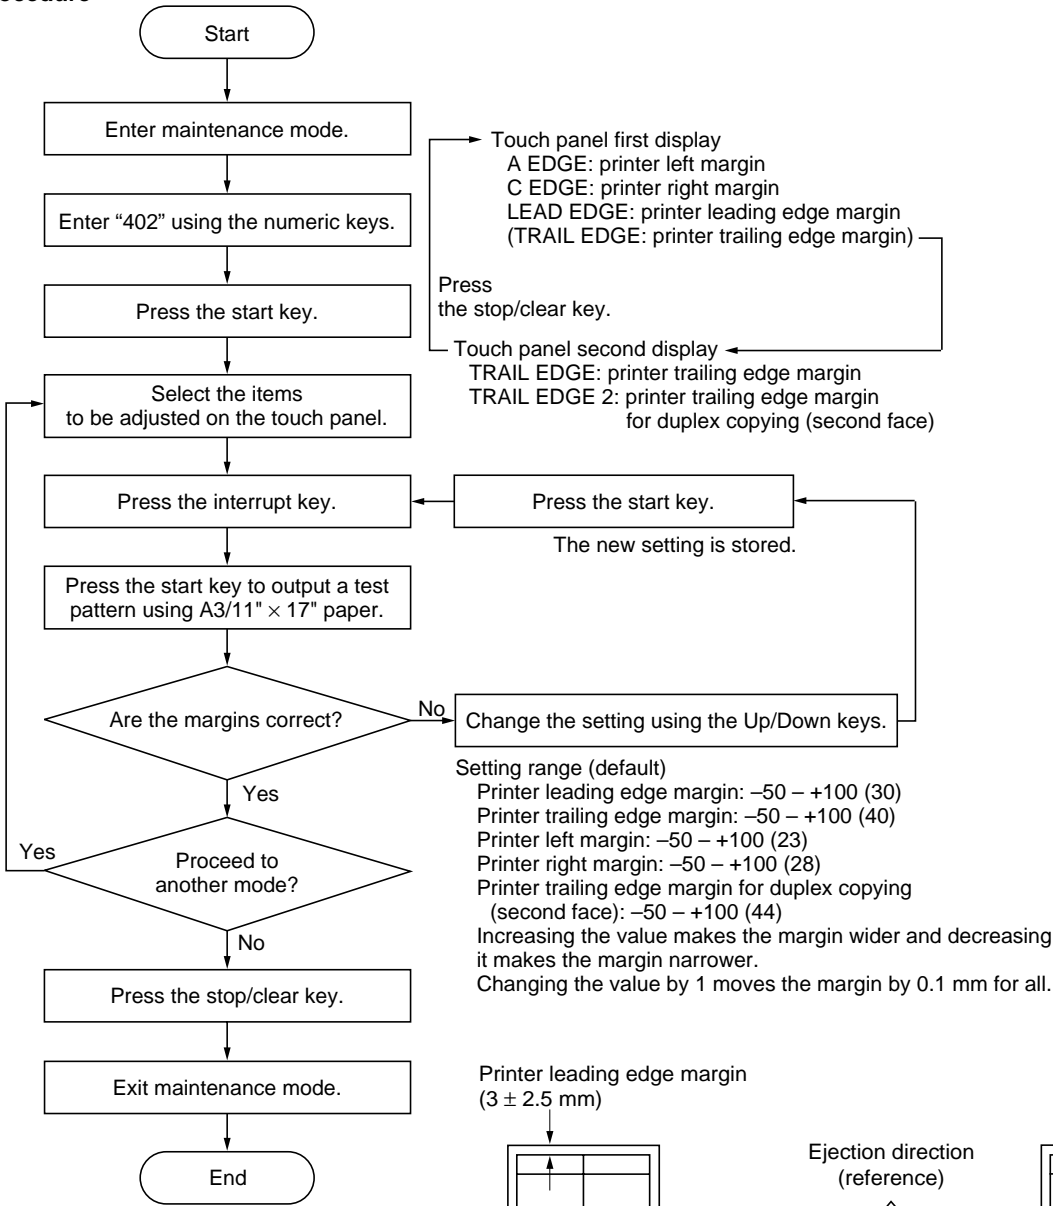 Start
Enter maintenance mode.
Enter “402” using the numeric keys.
Press the start key.
Select the items
to be adjusted on the touch panel.
Press the interrupt key.
Press the start key to output a test
pattern using A3/11" × 17" paper.
Are the margins correct?
Yes
No
Proceed to
another mode?
Yes
No
Press the stop/clear key.
Exit maintenance mode.
End
Touch panel first display
A EDGE: printer left margin
C EDGE: printer right margin
LEAD EDGE: printer leading edge margin
(TRAIL EDGE: printer trailing edge margin)
Press
the stop/clear key.
Touch panel second display
TRAIL EDGE: printer trailing edge margin
TRAIL EDGE 2: printer trailing edge margin
for duplex copying (second face)
Press the start key.
The new setting is stored.
Change the setting using the Up/Down keys.
Setting range (default)
Printer leading edge margin: –50 – +100 (30)
Printer trailing edge margin: –50 – +100 (40)
Printer left margin: –50 – +100 (23)
Printer right margin: –50 – +100 (28)
Printer trailing edge margin for duplex copying
(second face): –50 – +100 (44)
Increasing the value makes the margin wider and decreasing
it makes the margin narrower.
Changing the value by 1 moves the margin by 0.1 mm for all.
Printer leading edge margin
(3 ± 2.5 mm)
Ejection direction
(reference)